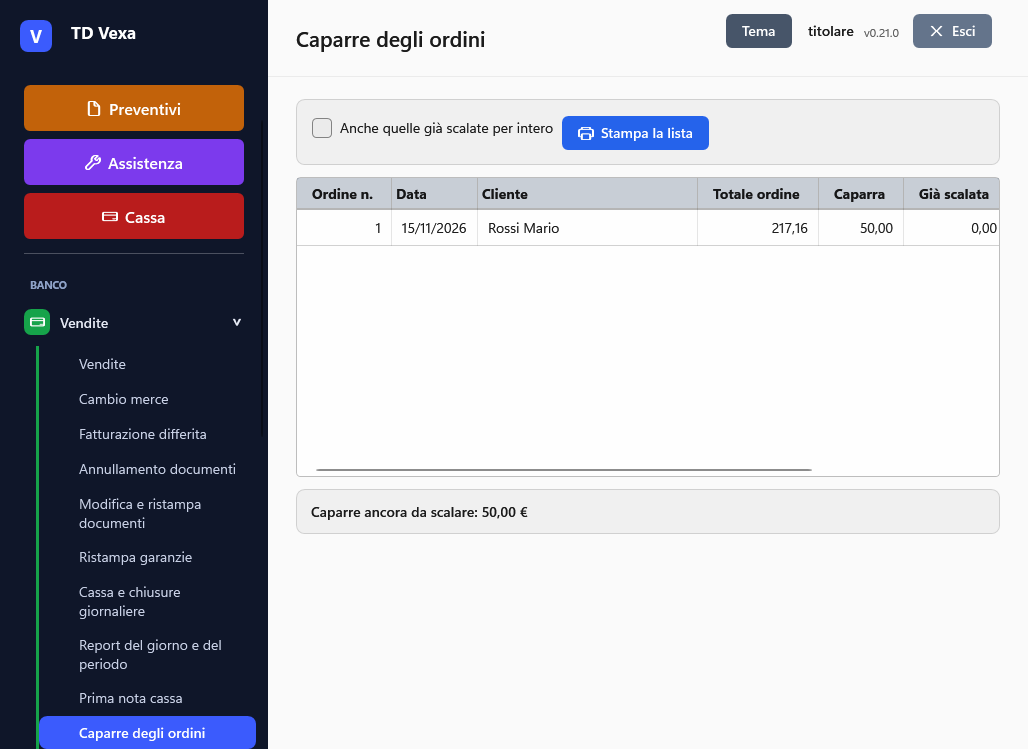 V
TD Vexa
Preventivi
Assistenza
Cassa
BANCO
Vendite
Vendite
Cambio merce
Fatturazione differita
Annullamento documenti
Modifica e ristampa
documenti
Ristampa garanzie
Cassa e chiusure
giornaliere
Report del giorno e del
periodo
Prima nota cassa
Caparre degli ordini
Caparre degli ordini
Tema
titolare v0.21.0
Esci
Anche quelle già scalate per intero
Stampa la lista
Ordine n. Data Cliente Totale ordine Caparra Già scalata
1 15/11/2026 Rossi Mario 217,16 50,00 0,00
Caparre ancora da scalare: 50,00 €